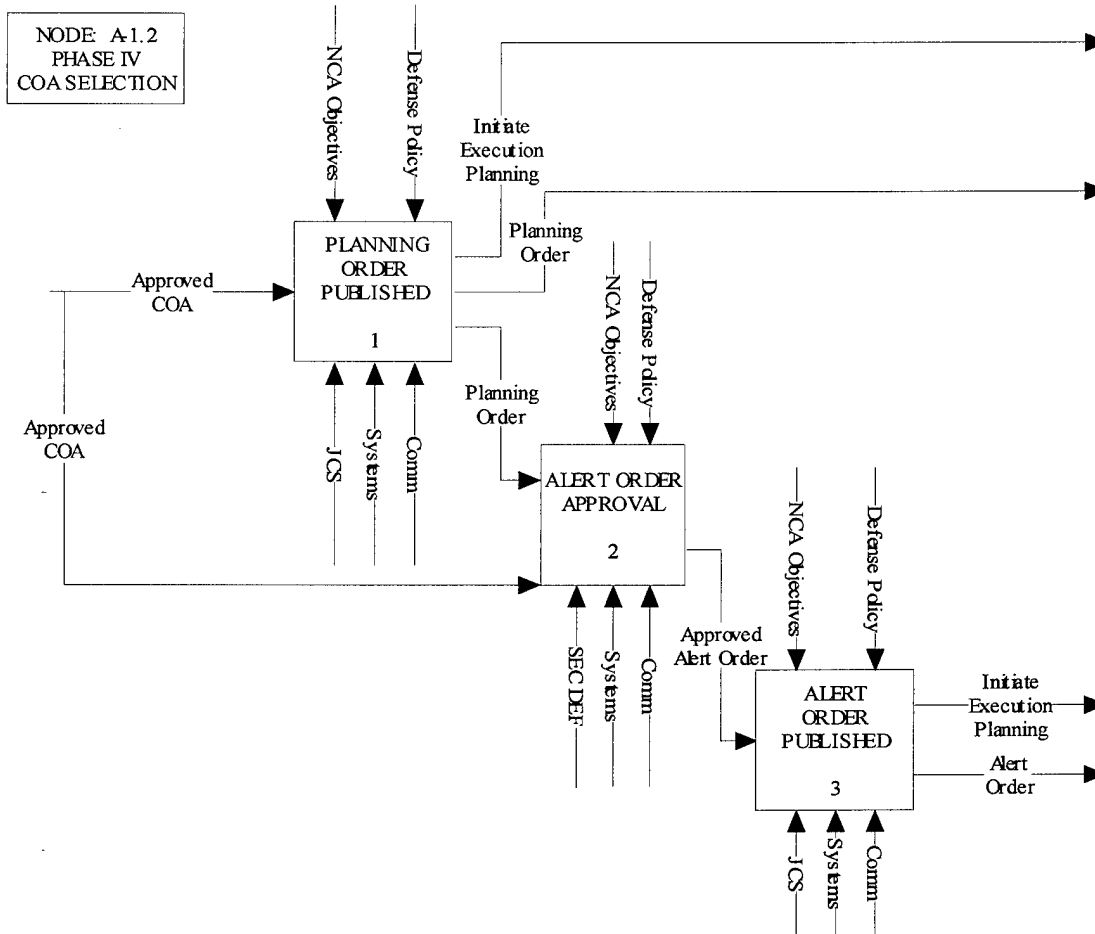 NODE: A-1.2
PHASE IV
COA SELECTION
NCA Objectives
Defense Policy
Initiate
Execution
Planning
Planning
Order
PLANNING
ORDER
PUBLISHED
1
Approved
COA
Approved
COA
JCS
Systems
Comm
Planning
Order
NCA Objectives
Defense Policy
ALERT ORDER
APPROVAL
2
SEC DEF
Systems
Comm
Approved
Alert Order
NCA Objectives
Defense Policy
ALERT
ORDER
PUBLISHED
3
Initiate
Execution
Planning
Alert
Order
JCS
Systems
Comm